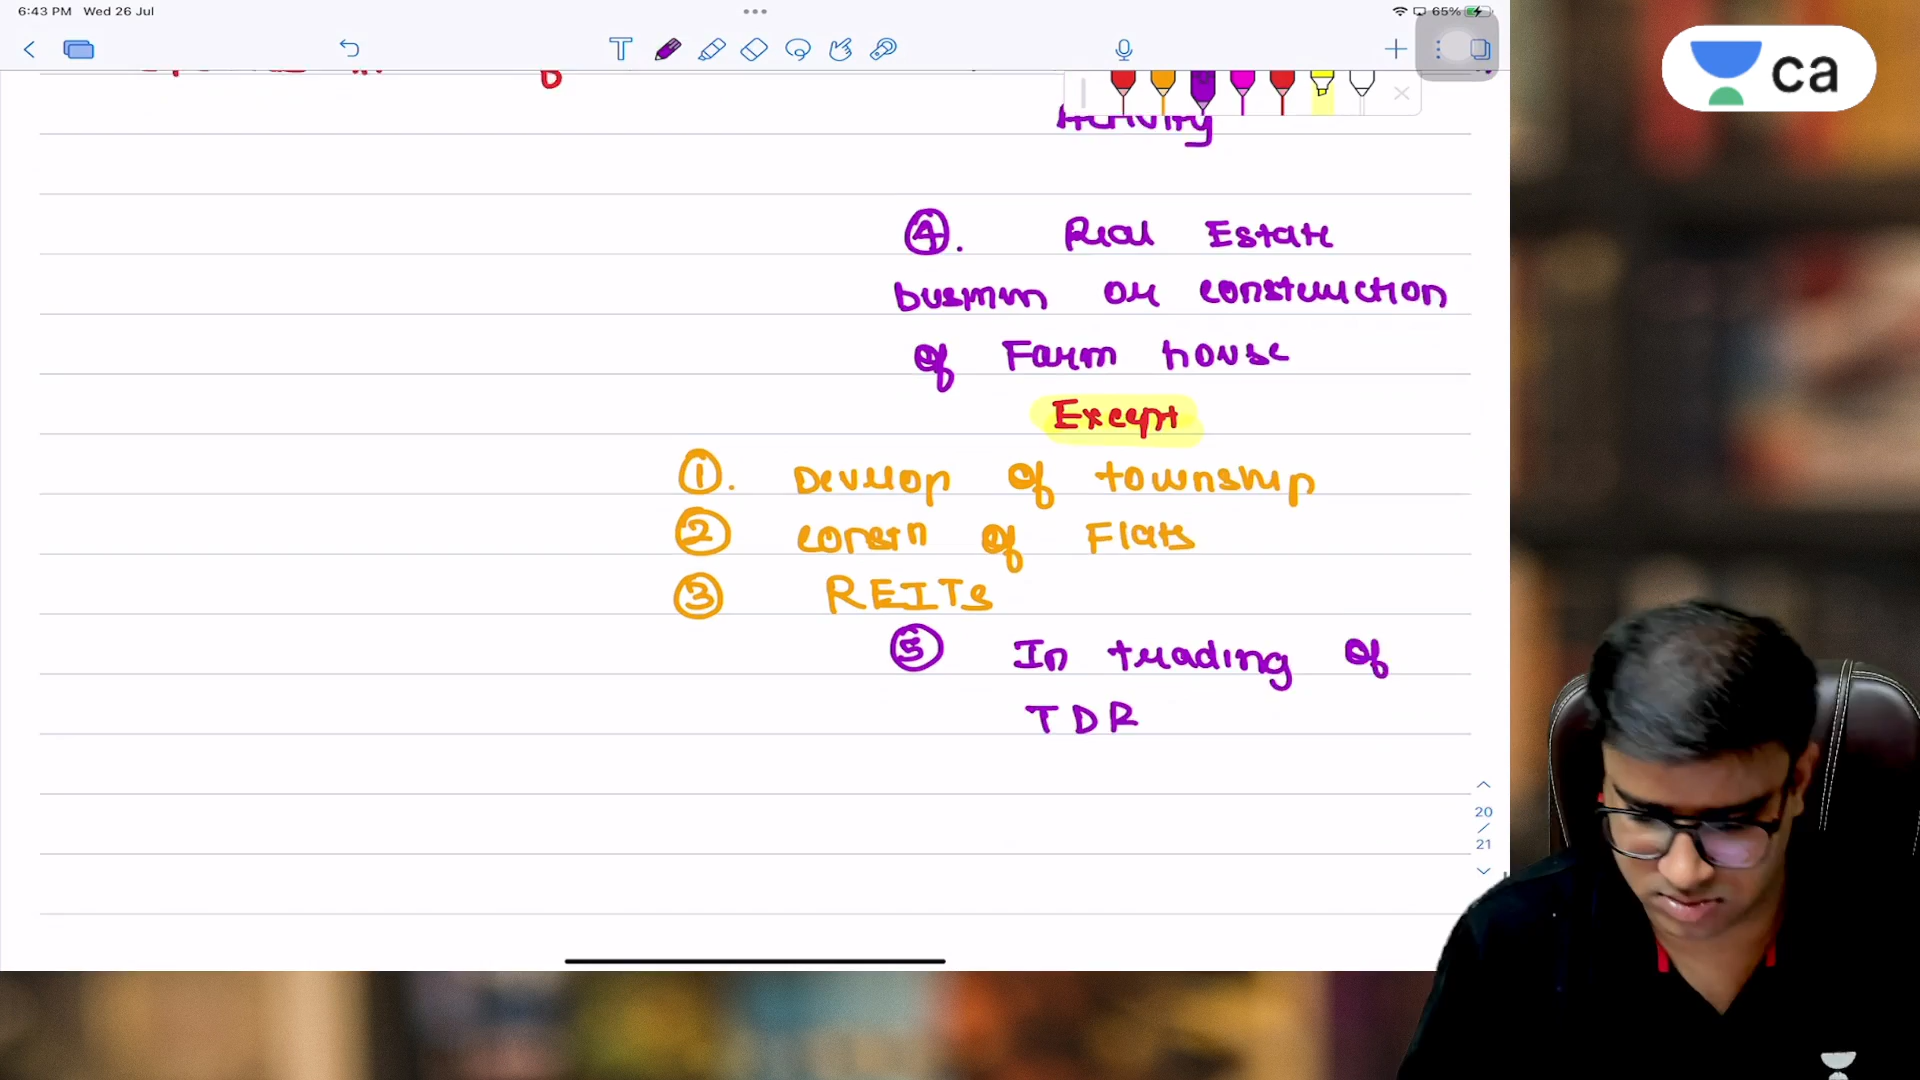 6:43 PM Wed 26 Jul
65%
ca
Activity
④. Real Estate
business or construction
of Farm house
Except
①. Develop of township
② constn of Flats
③ REITs
⑤ In trading of
TDR
20
/
21